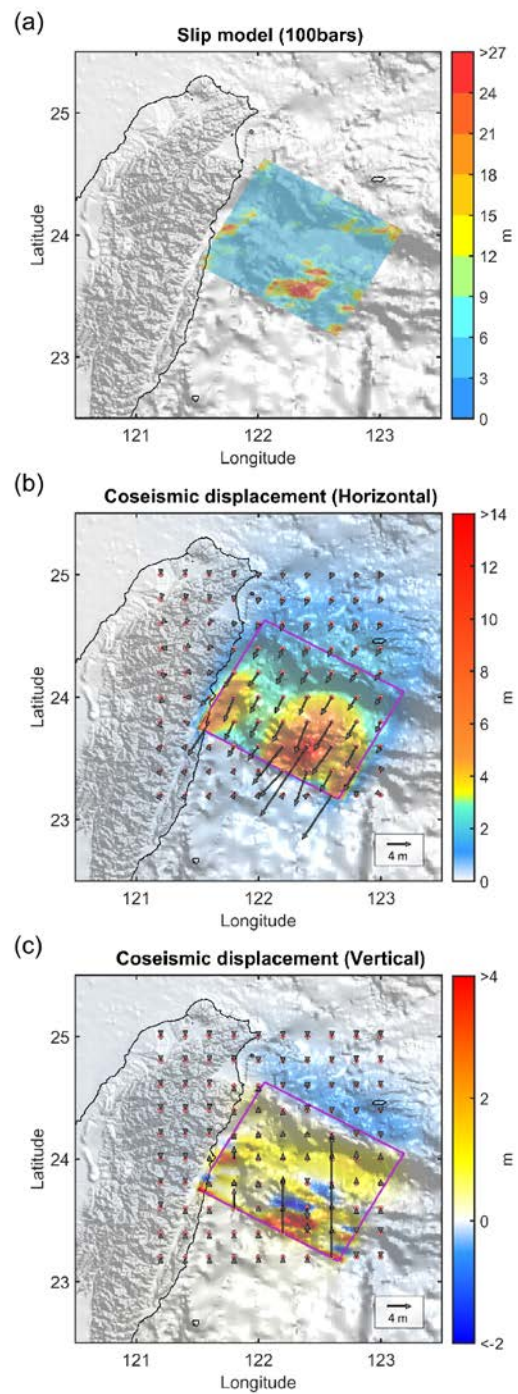 (a)
Slip model (100bars)
25
24
23
Latitude
121
122
123
Longitude
>27
24
21
18
15
12
9
6
3
0
m
(b)
Coseismic displacement (Horizontal)
25
24
23
Latitude
121
122
123
Longitude
4 m
>14
12
10
8
6
4
2
0
m
(c)
Coseismic displacement (Vertical)
25
24
23
Latitude
121
122
123
Longitude
4 m
>4
2
0
<-2
m